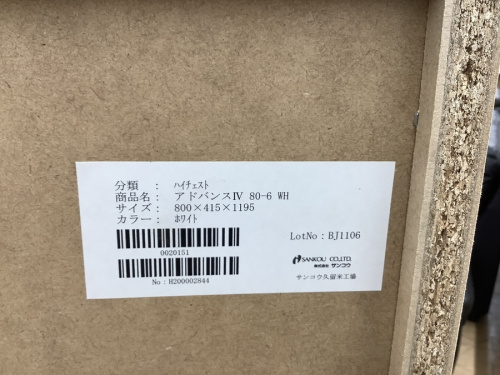 分類 : ﾊｲﾁｪｽﾄ
商品名: アドバンスⅣ 80-6 WH
サイズ: 800×415×1195
カラー: ﾎﾜｲﾄ
LotNo:BJ1106
0020151
SANKOU CO.,LTD.
株式会社 サンコウ
No:H200002844
サンコウ久留米工場